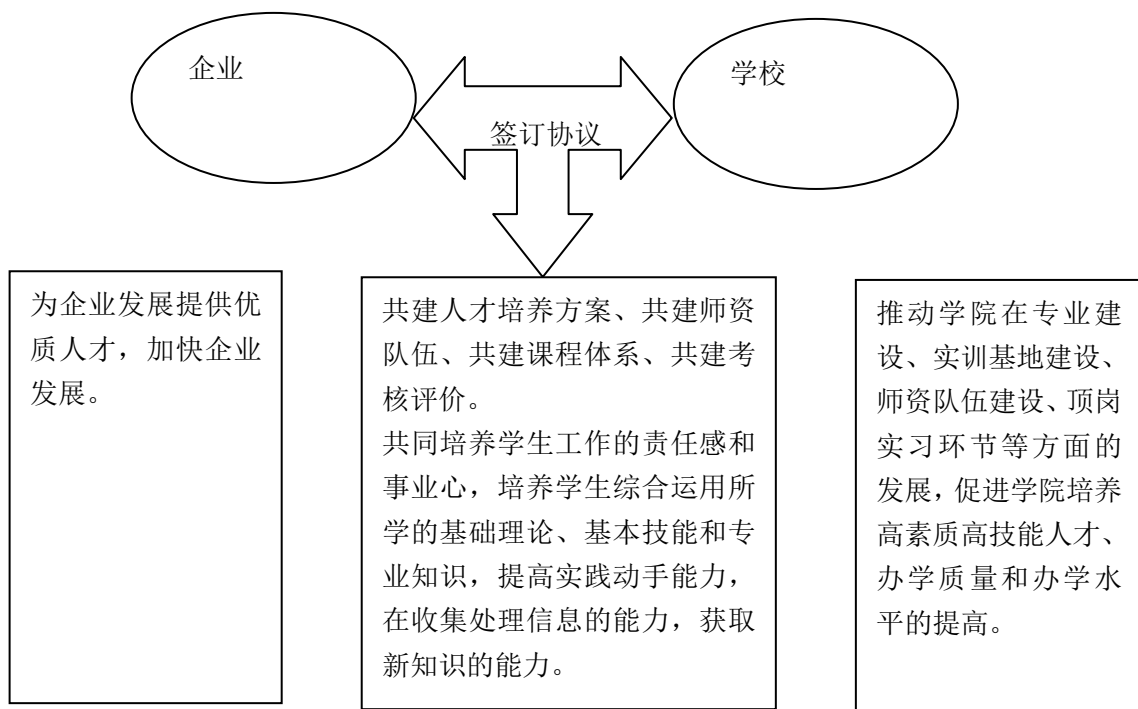 企业
学校
签订协议
为企业发展提供优
质人才，加快企业
发展。
共建人才培养方案、共建师资
队伍、共建课程体系、共建考
核评价。
共同培养学生工作的责任感和
事业心，培养学生综合运用所
学的基础理论、基本技能和专
业知识，提高实践动手能力，
在收集处理信息的能力，获取
新知识的能力。
推动学院在专业建
设、实训基地建设、
师资队伍建设、顶岗
实习环节等方面的
发展，促进学院培养
高素质高技能人才、
办学质量和办学水
平的提高。